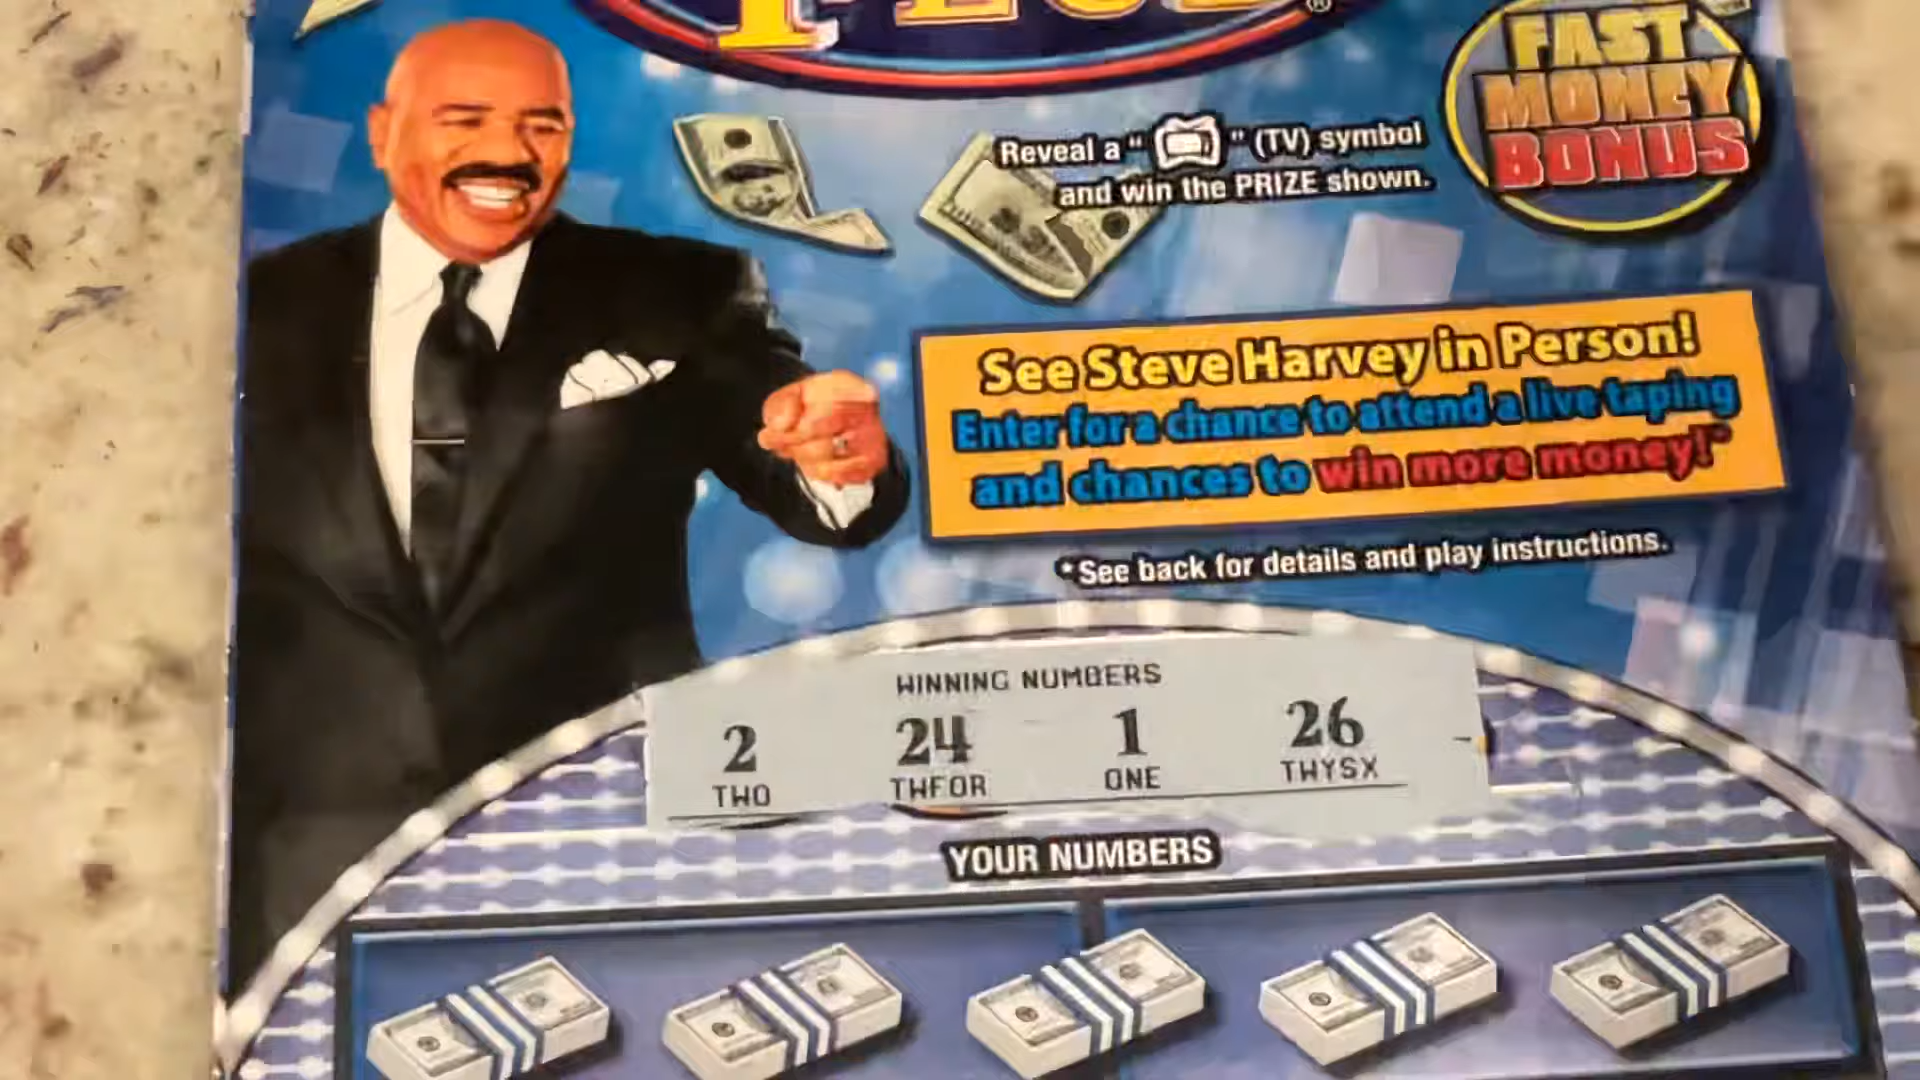 ®
FAST
MONEY
BONUS
Reveal a " " (TV) symbol
and win the PRIZE shown.
See Steve Harvey in Person!
Enter for a chance to attend a live taping
and chances to win more money!*
*See back for details and play instructions.
WINNING NUMBERS
2 24 1 26
TWO TWFOR ONE TWYSX
YOUR NUMBERS